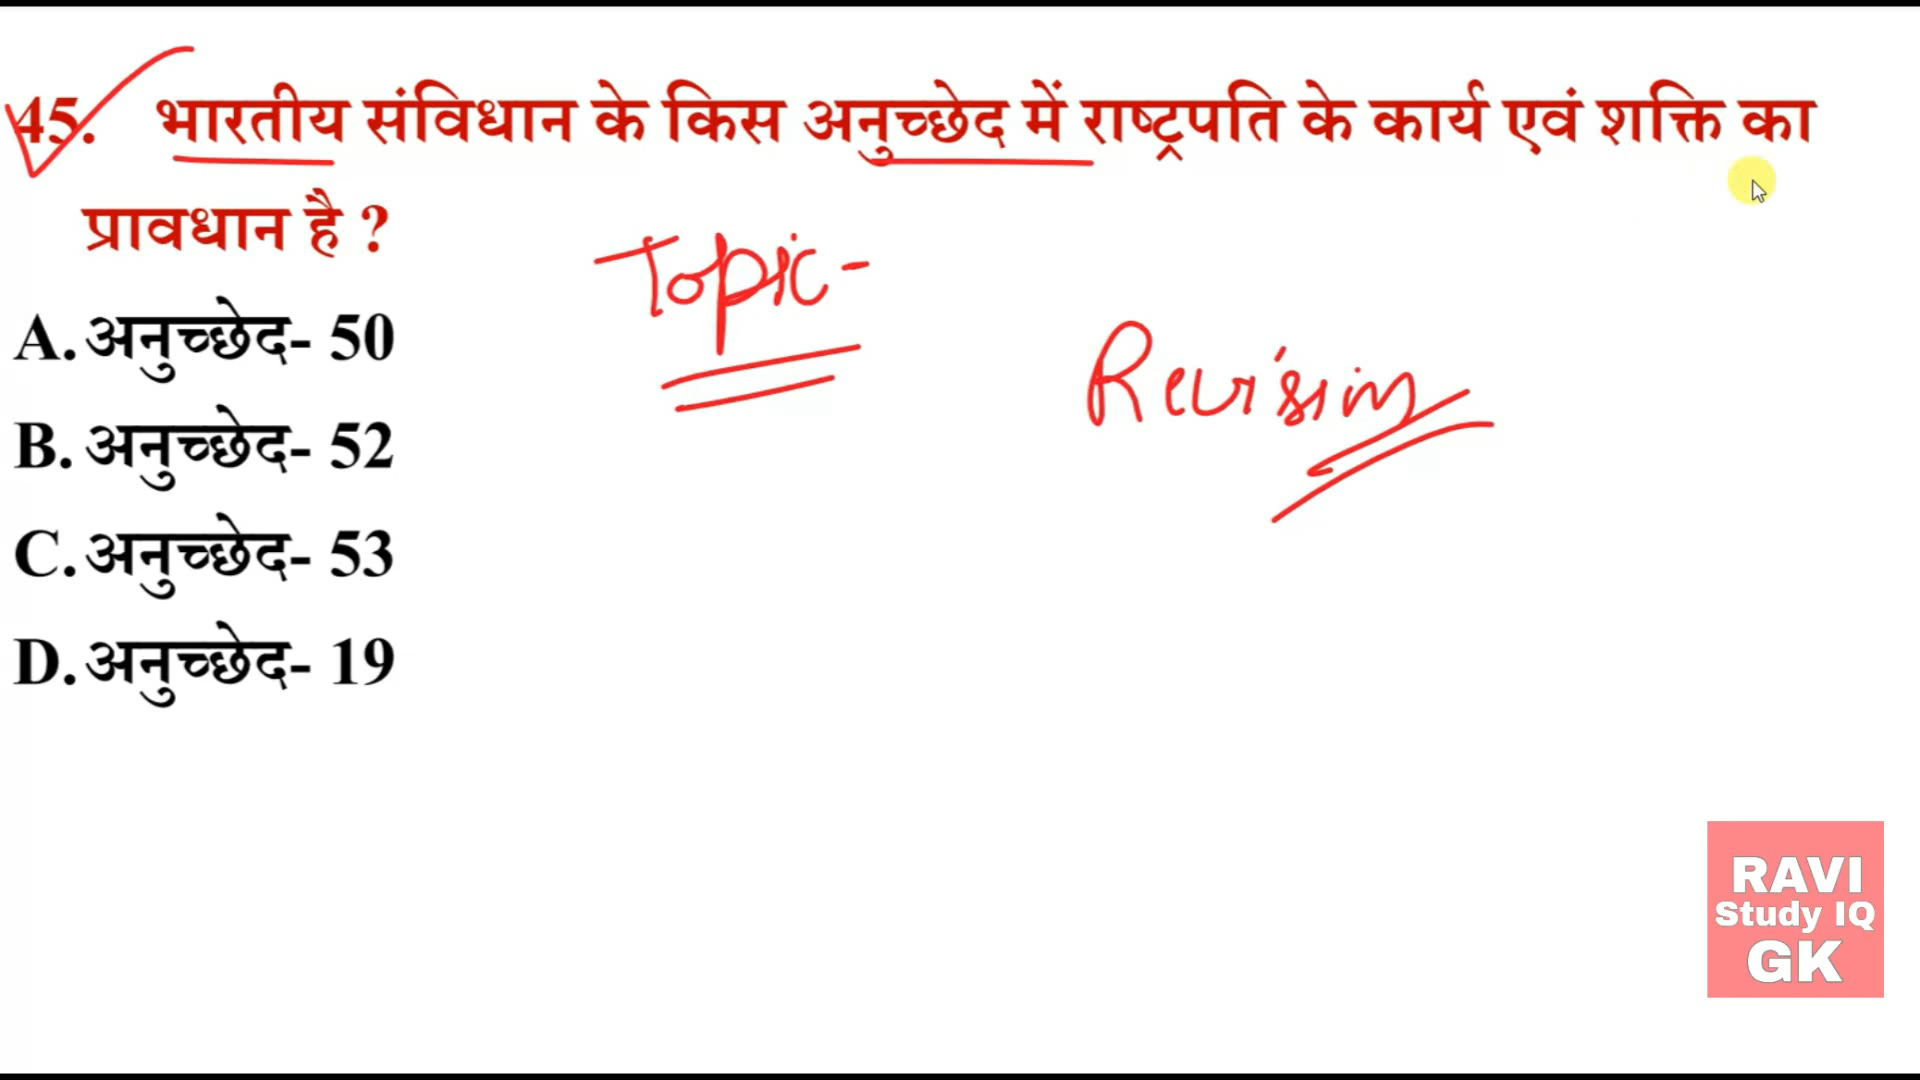 45. भारतीय संविधान के किस अनुच्छेद में राष्ट्रपति के कार्य एवं शक्ति का
प्रावधान है ?
Topic-
Revision
A. अनुच्छेद- 50
B. अनुच्छेद- 52
C. अनुच्छेद- 53
D. अनुच्छेद- 19
RAVI
Study IQ
GK